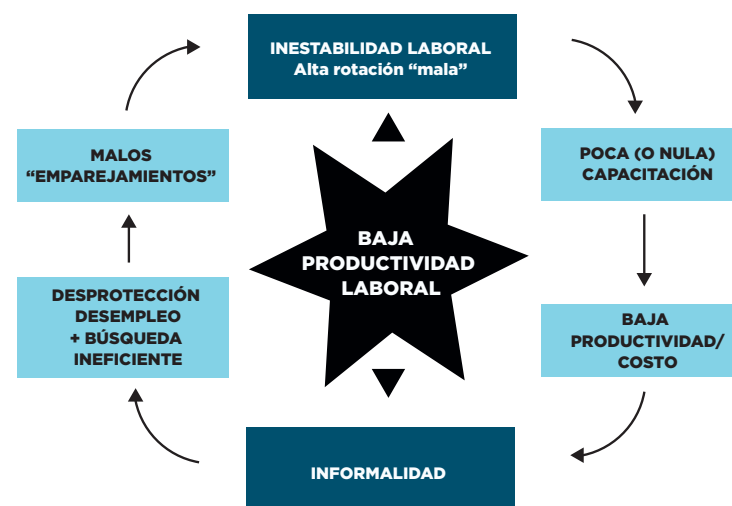 INESTABILIDAD LABORAL
Alta rotación “mala”
POCA (O NULA)
CAPACITACIÓN
BAJA
PRODUCTIVIDAD/
COSTO
INFORMALIDAD
DESPROTECCIÓN
DESEMPLEO
+ BÚSQUEDA
INEFICIENTE
MALOS
“EMPAREJAMIENTOS”
BAJA
PRODUCTIVIDAD
LABORAL